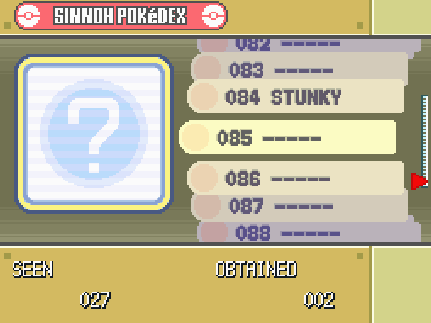 SINNOH POKéDEX
082 -----
083 -----
084 STUNKY
085 -----
086 -----
087 -----
088 -----
?
SEEN
027
OBTAINED
002